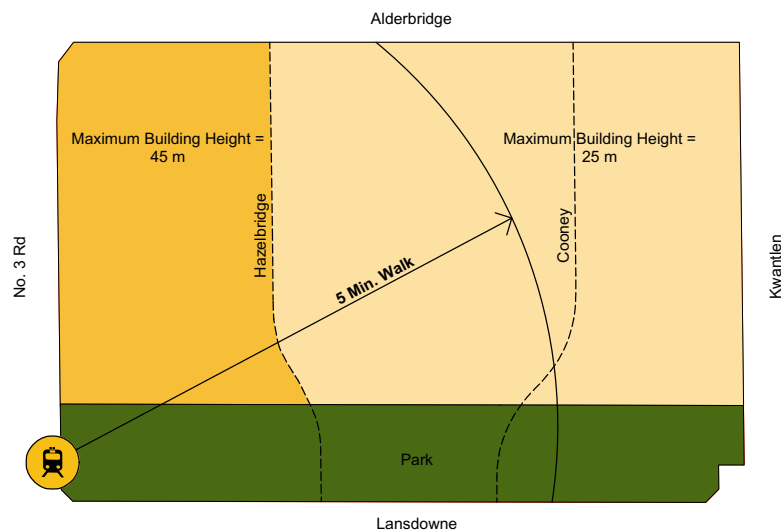 Alderbridge
Maximum Building Height =
45 m
Maximum Building Height =
25 m
Hazelbridge
Cooney
No. 3 Rd
5 Min. Walk
Kwantlen
Park
Lansdowne